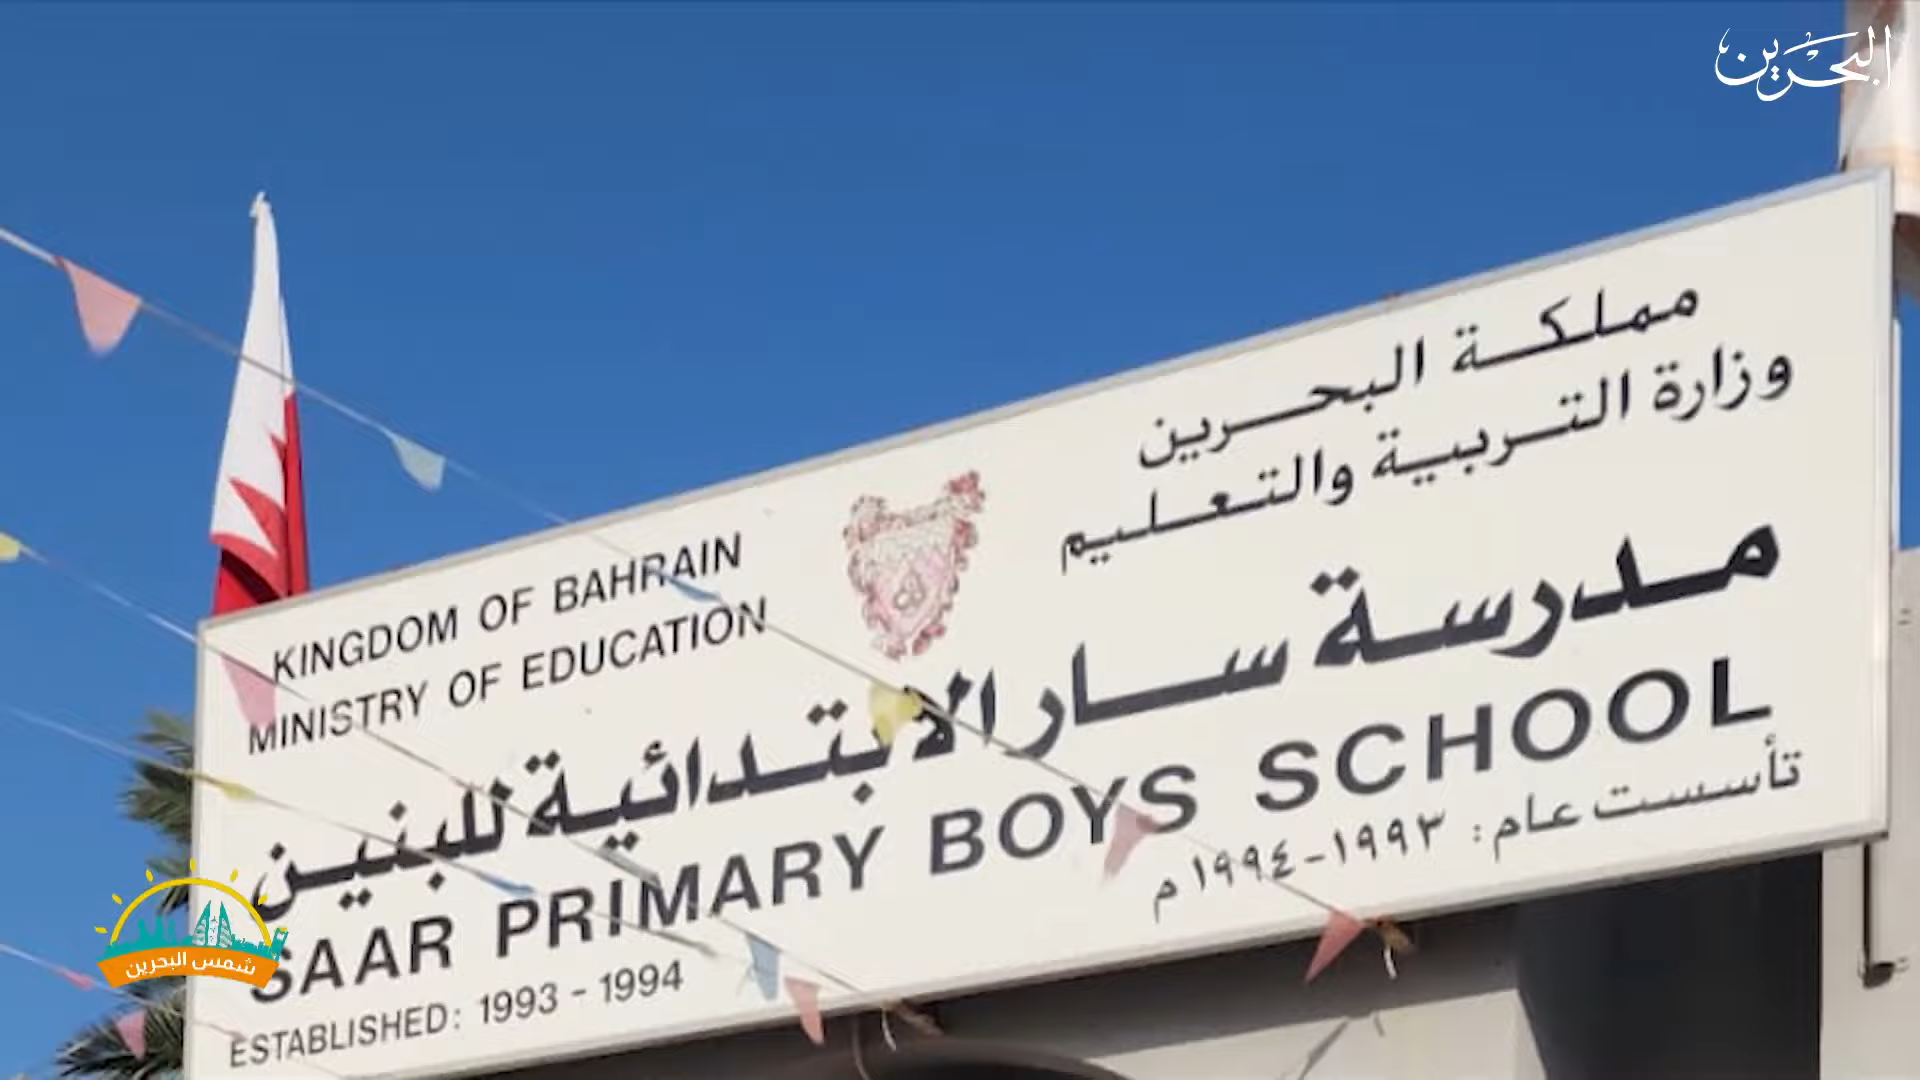 البحرين
مملكة البحرين
وزارة التربية والتعليم
KINGDOM OF BAHRAIN
MINISTRY OF EDUCATION
مدرسة سار الابتدائية للبنين
SAAR PRIMARY BOYS SCHOOL
تأسست عام: ١٩٩٣-١٩٩٤ م
ESTABLISHED: 1993 - 1994
شمس البحرين